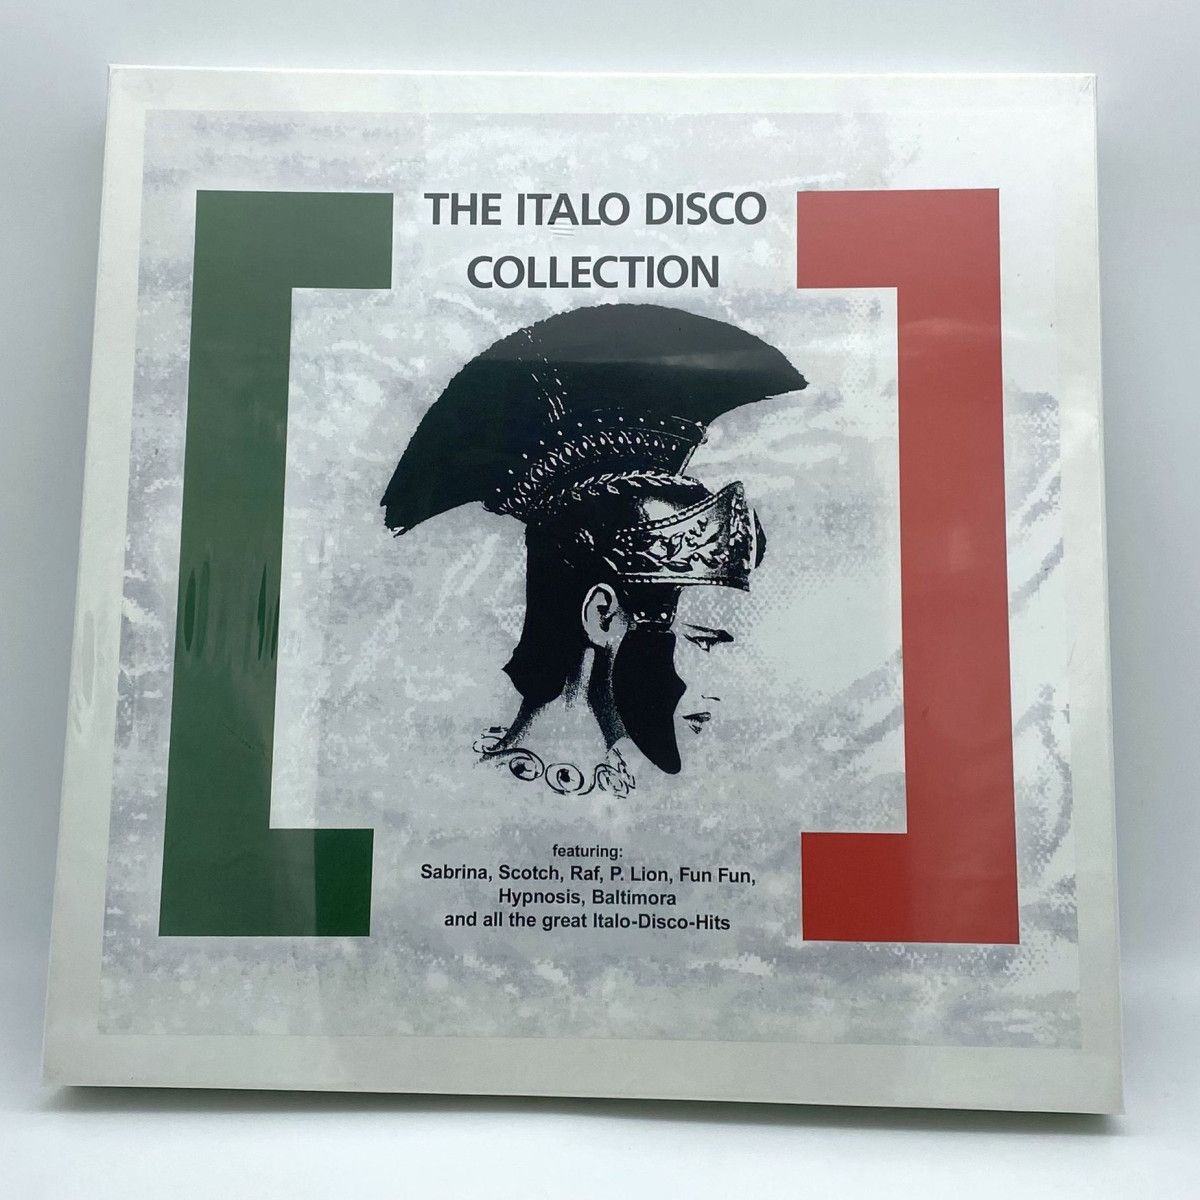 THE ITALO DISCO
COLLECTION
featuring:
Sabrina, Scotch, Raf, P. Lion, Fun Fun,
Hypnosis, Baltimora
and all the great Italo-Disco-Hits